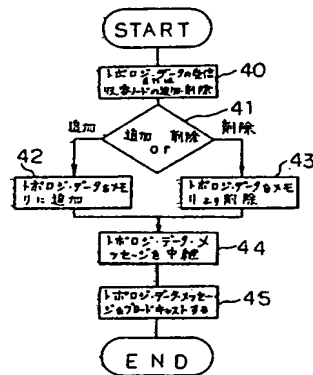 START
トポロジ・データの受信
または
収容ノードの追加・削除
40
41
追加
追加 削除
or
削除
42
トポロジ・データをメモ
リに追加
43
トポロジ・データをメモ
リより削除
トポロジ・データ・メッ
セージを中継
44
トポロジ・データ・メッセー
ジをブロードキャストする
45
END